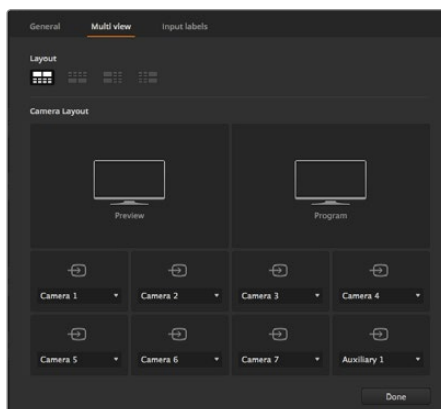 General Multi view Input labels
Layout
Camera Layout
Preview Program
Camera 1 Camera 2 Camera 3 Camera 4
Camera 5 Camera 6 Camera 7 Auxiliary 1
Done